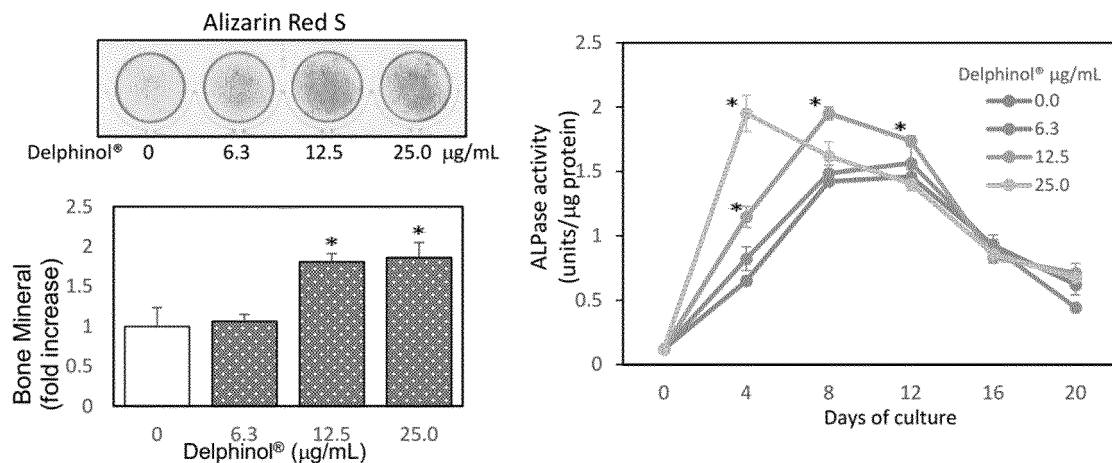 Alizarin Red S
Delphinol® 0 6.3 12.5 25.0 μg/mL
Bone Mineral
(fold increase)
2.5
2
1.5
1
0.5
0
*
*
0 6.3 12.5 25.0
Delphinol® (μg/mL)
ALPase activity
(units/μg protein)
2.5
2
1.5
1
0.5
0
Delphinol® μg/mL
0.0
6.3
12.5
25.0
*
*
*
*
0 4 8 12 16 20
Days of culture